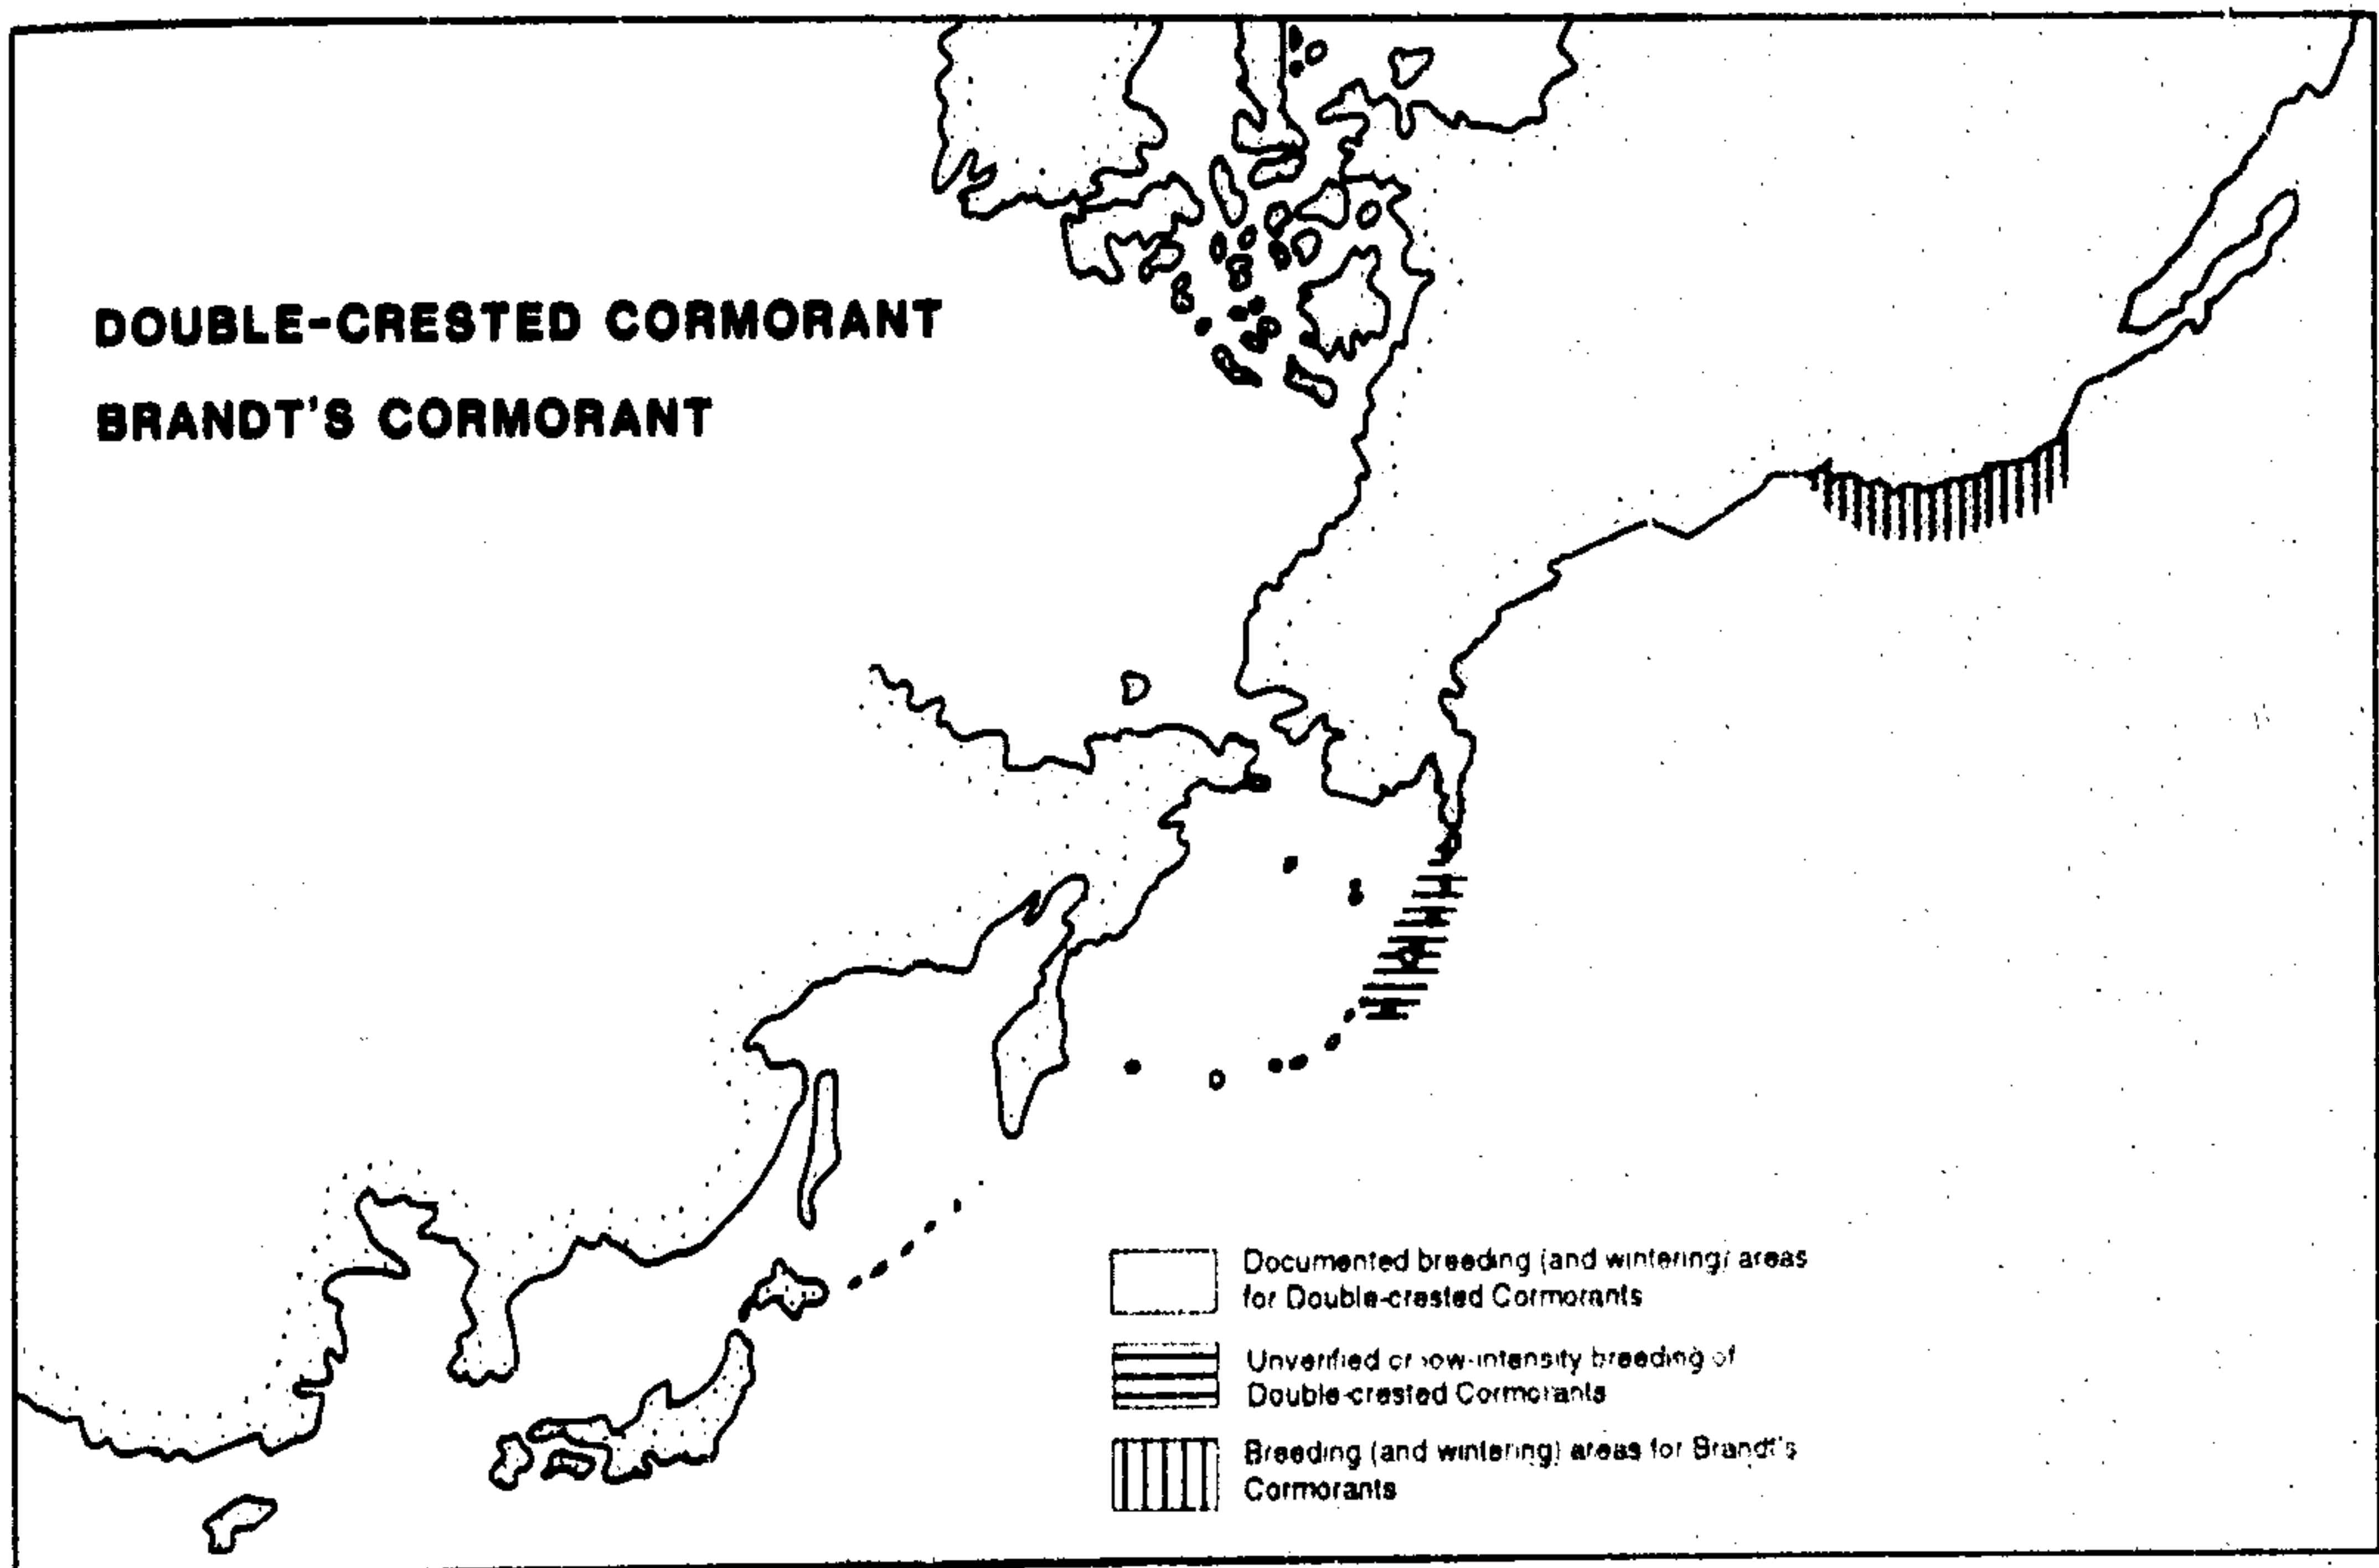 DOUBLE-CRESTED CORMORANT
BRANDT'S CORMORANT
Documented breeding (and wintering) areas
for Double-crested Cormorants
Unverified or low-intensity breeding of
Double-crested Cormorants
Breeding (and wintering) areas for Brandt's
Cormorants